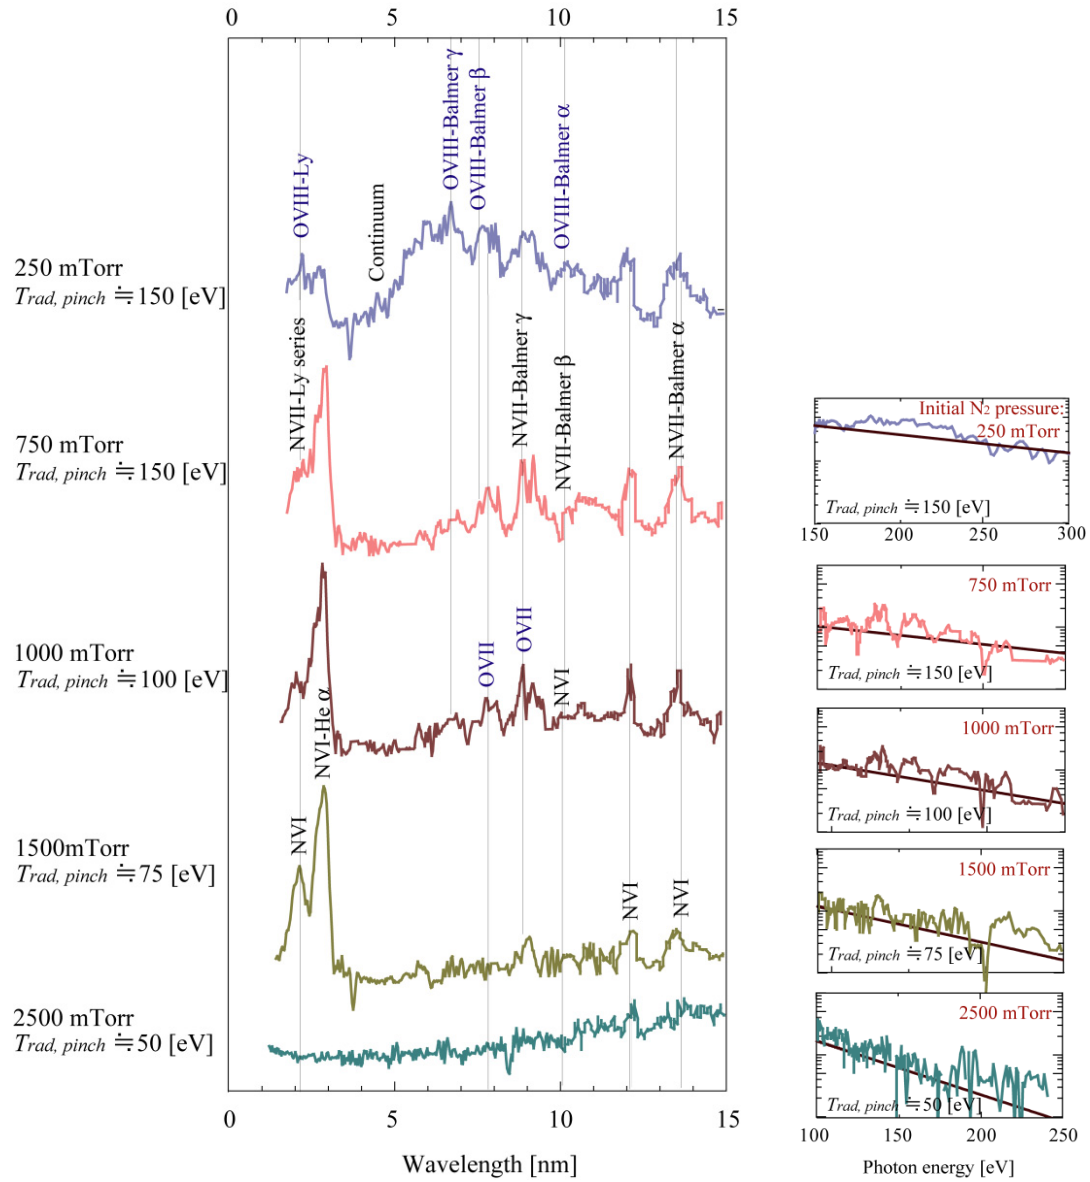 0 5 10 15
OVIII-Ly
Continuum
OVIII-Balmer γ
OVIII-Balmer β
OVIII-Balmer α
250 mTorr
Trad, pinch ≒150 [eV]
NVII-Ly series
NVII-Balmer γ
NVII-Balmer β
NVII-Balmer α
750 mTorr
Trad, pinch ≒150 [eV]
OVII
OVII
NVI
1000 mTorr
Trad, pinch ≒100 [eV]
NVI
NVI-He α
NVI
NVI
1500mTorr
Trad, pinch ≒75 [eV]
2500 mTorr
Trad, pinch ≒50 [eV]
0 5 10 15
Wavelength [nm]
Initial N2 pressure:
250 mTorr
Trad, pinch ≒150 [eV]
150 200 250 300
750 mTorr
Trad, pinch ≒150 [eV]
1000 mTorr
Trad, pinch ≒100 [eV]
1500 mTorr
Trad, pinch ≒75 [eV]
2500 mTorr
Trad, pinch ≒50 [eV]
100 150 200 250
Photon energy [eV]